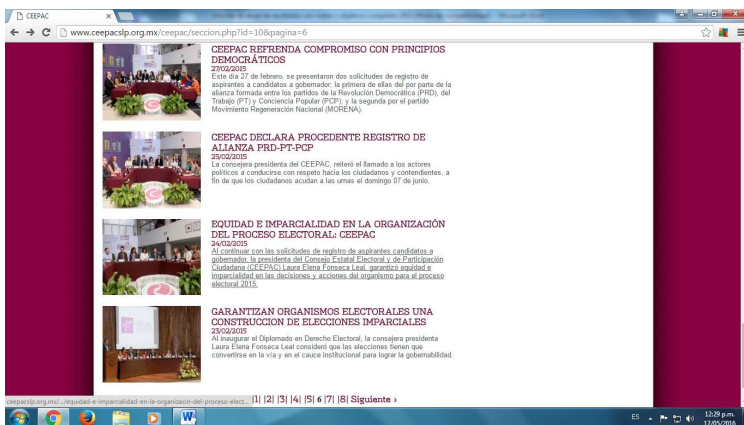 CEEPAC
www.ceepacslp.org.mx/ceepac/seccion.php?id=10&pagina=6
CEEPAC REFRENDA COMPROMISO CON PRINCIPIOS
DEMOCRÁTICOS
27/02/2015
Este día 27 de febrero, se presentaron dos solicitudes de registro de
aspirantes a candidatos a gobernador, la primera de ellas del por parte de la
alianza formada entre los partidos de la Revolución Democrática (PRD), del
Trabajo (PT) y Conciencia Popular (PCP); y la segunda por el partido
Movimiento Regeneración Nacional (MORENA).
CEEPAC DECLARA PROCEDENTE REGISTRO DE
ALIANZA PRD-PT-PCP
25/02/2015
La consejera presidenta del CEEPAC, reiteró el llamado a los actores
políticos a conducirse con respeto hacia los ciudadanos y contendientes, a
fin de que los ciudadanos acudan a las urnas el domingo 07 de junio.
EQUIDAD E IMPARCIALIDAD EN LA ORGANIZACIÓN
DEL PROCESO ELECTORAL: CEEPAC
24/02/2015
Al continuar con las solicitudes de registro de aspirantes candidatos a
gobernador, la presidenta del Consejo Estatal Electoral y de Participación
Ciudadana (CEEPAC) Laura Elena Fonseca Leal, garantizó equidad e
imparcialidad en las decisiones y acciones del organismo para el proceso
electoral 2015.
GARANTIZAN ORGANISMOS ELECTORALES UNA
CONSTRUCCION DE ELECCIONES IMPARCIALES
23/02/2015
Al inaugurar el Diplomado en Derecho Electoral, la consejera presidenta
Laura Elena Fonseca Leal consideró que las elecciones tienen que
convertirse en la vía y en el cauce institucional para lograr la gobernabilidad.
|1| |2| |3| |4| |5| 6 |7| |8| Siguiente ›
ceepacslp.org.mx/.../equidad-e-imparcialidad-en-la-organizacin-del-proceso-elect...
ES
12:29 p.m.
17/05/2016